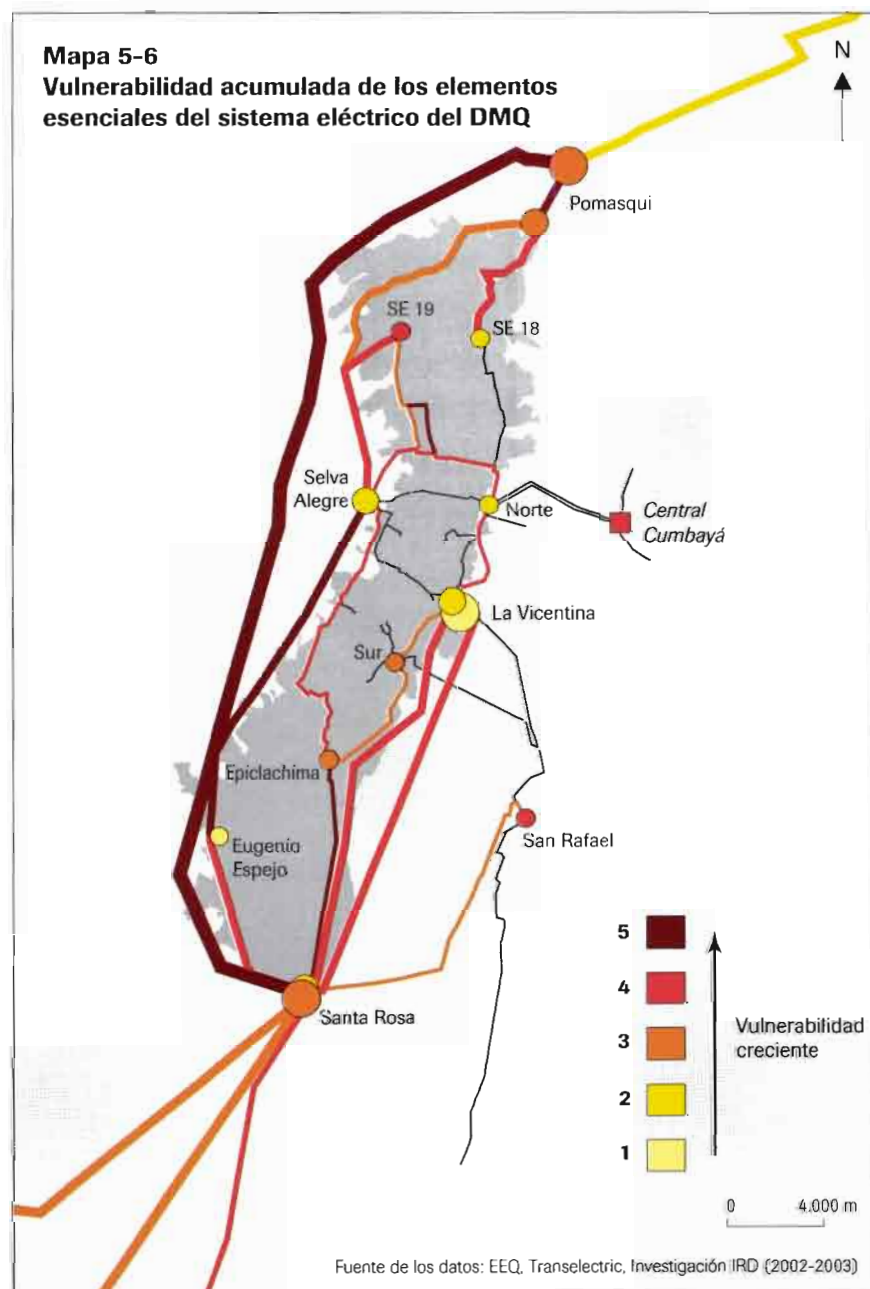 Mapa 5-6
Vulnerabilidad acumulada de los elementos
esenciales del sistema eléctrico del DMQ
N
Pomasqui
SE 19
SE 18
Selva
Alegre
Norte
Central
Cumbayá
La Vicentina
Sur
Epiclachima
Eugenio
Espejo
San Rafael
Santa Rosa
5
4
3
2
1
Vulnerabilidad
creciente
0 4.000 m
Fuente de los datos: EEQ, Transelectric, Investigación IRD (2002-2003)